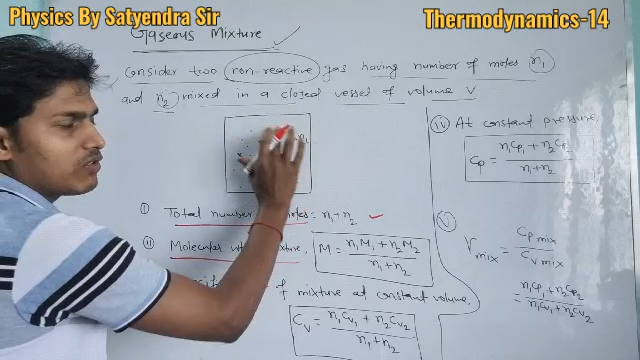 Physics By Satyendra Sir
Thermodynamics-14
Gaseous Mixture
Consider two non-reactive gas having number of moles n₁
and n₂ mixed in a closed vessel of volume V
n₁
① Total number moles = n₁ + n₂
② Molecular mixture, M = n₁M₁ + n₂M₂ / n₁ + n₂
of mixture at constant volume,
Cv = n₁Cv₁ + n₂Cv₂ / n₁ + n₂
ⅳ At constant pressure,
Cp = n₁Cp₁ + n₂Cp₂ / n₁ + n₂
ⅴ
γmix = Cp mix / Cv mix
= n₁Cp₁ + n₂Cp₂ / n₁Cv₁ + n₂Cv₂